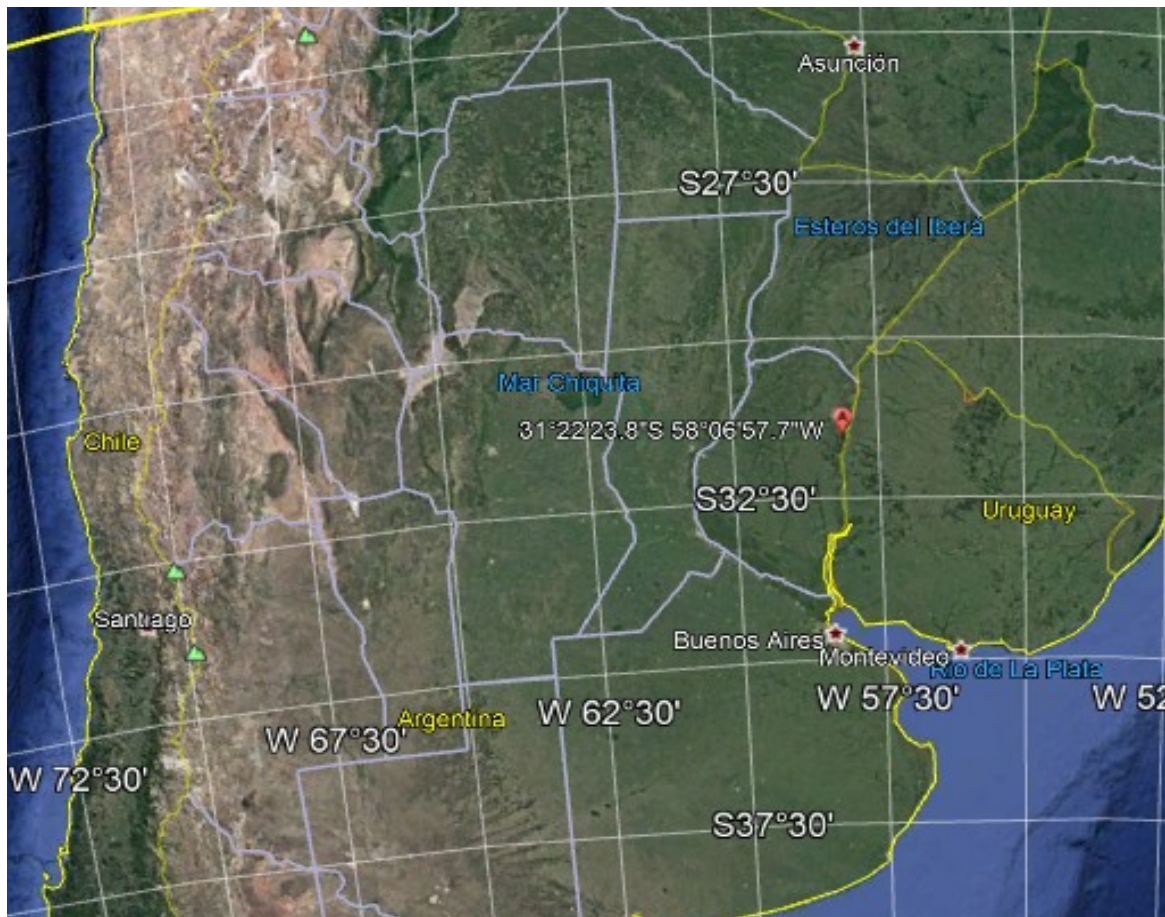 Asunción
S27°30'
Esteros del Iberá
Mar Chiquita
A
31°22'23.8"S 58°06'57.7"W
Chile
S32°30'
Uruguay
Santiago
Buenos Aires
Montevideo
Río de La Plata
W 57°30'
W 52
W 62°30'
Argentina
W 67°30'
W 72°30'
S37°30'